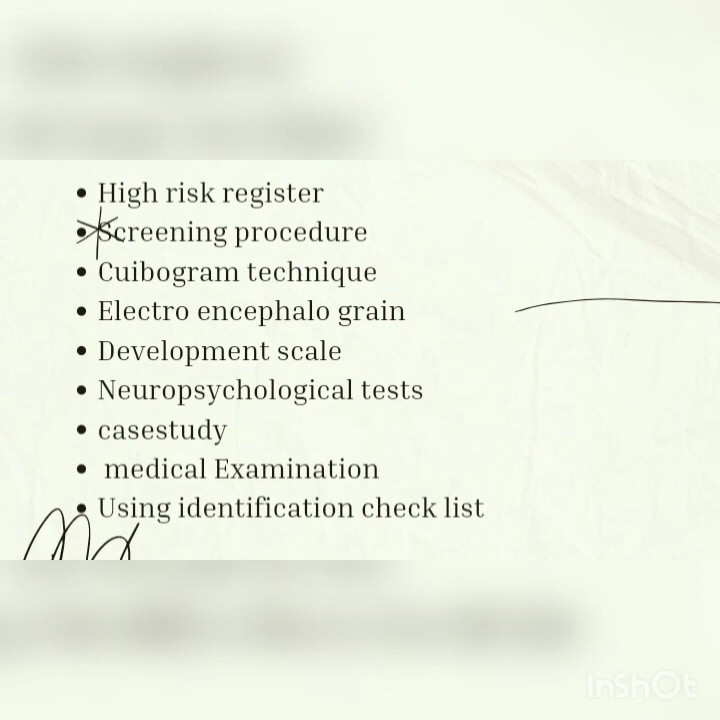 High risk register
Screening procedure
Cuibogram technique
Electro encephalo grain
Development scale
Neuropsychological tests
casestudy
medical Examination
Using identification check list
InShOt